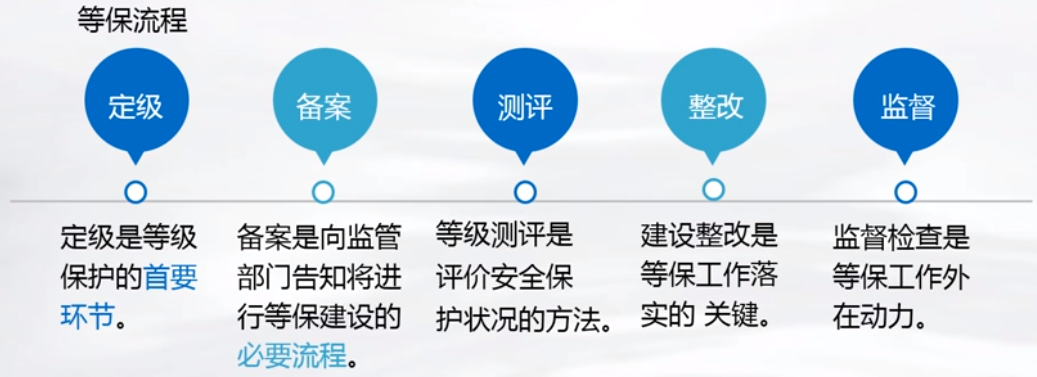 等保流程
定级
备案
测评
整改
监督
定级是等级
保护的首要
环节。
备案是向监管
部门告知将进
行等保建设的
必要流程。
等级测评是
评价安全保
护状况的方法。
建设整改是
等保工作落
实的 关键。
监督检查是
等保工作外
在动力。